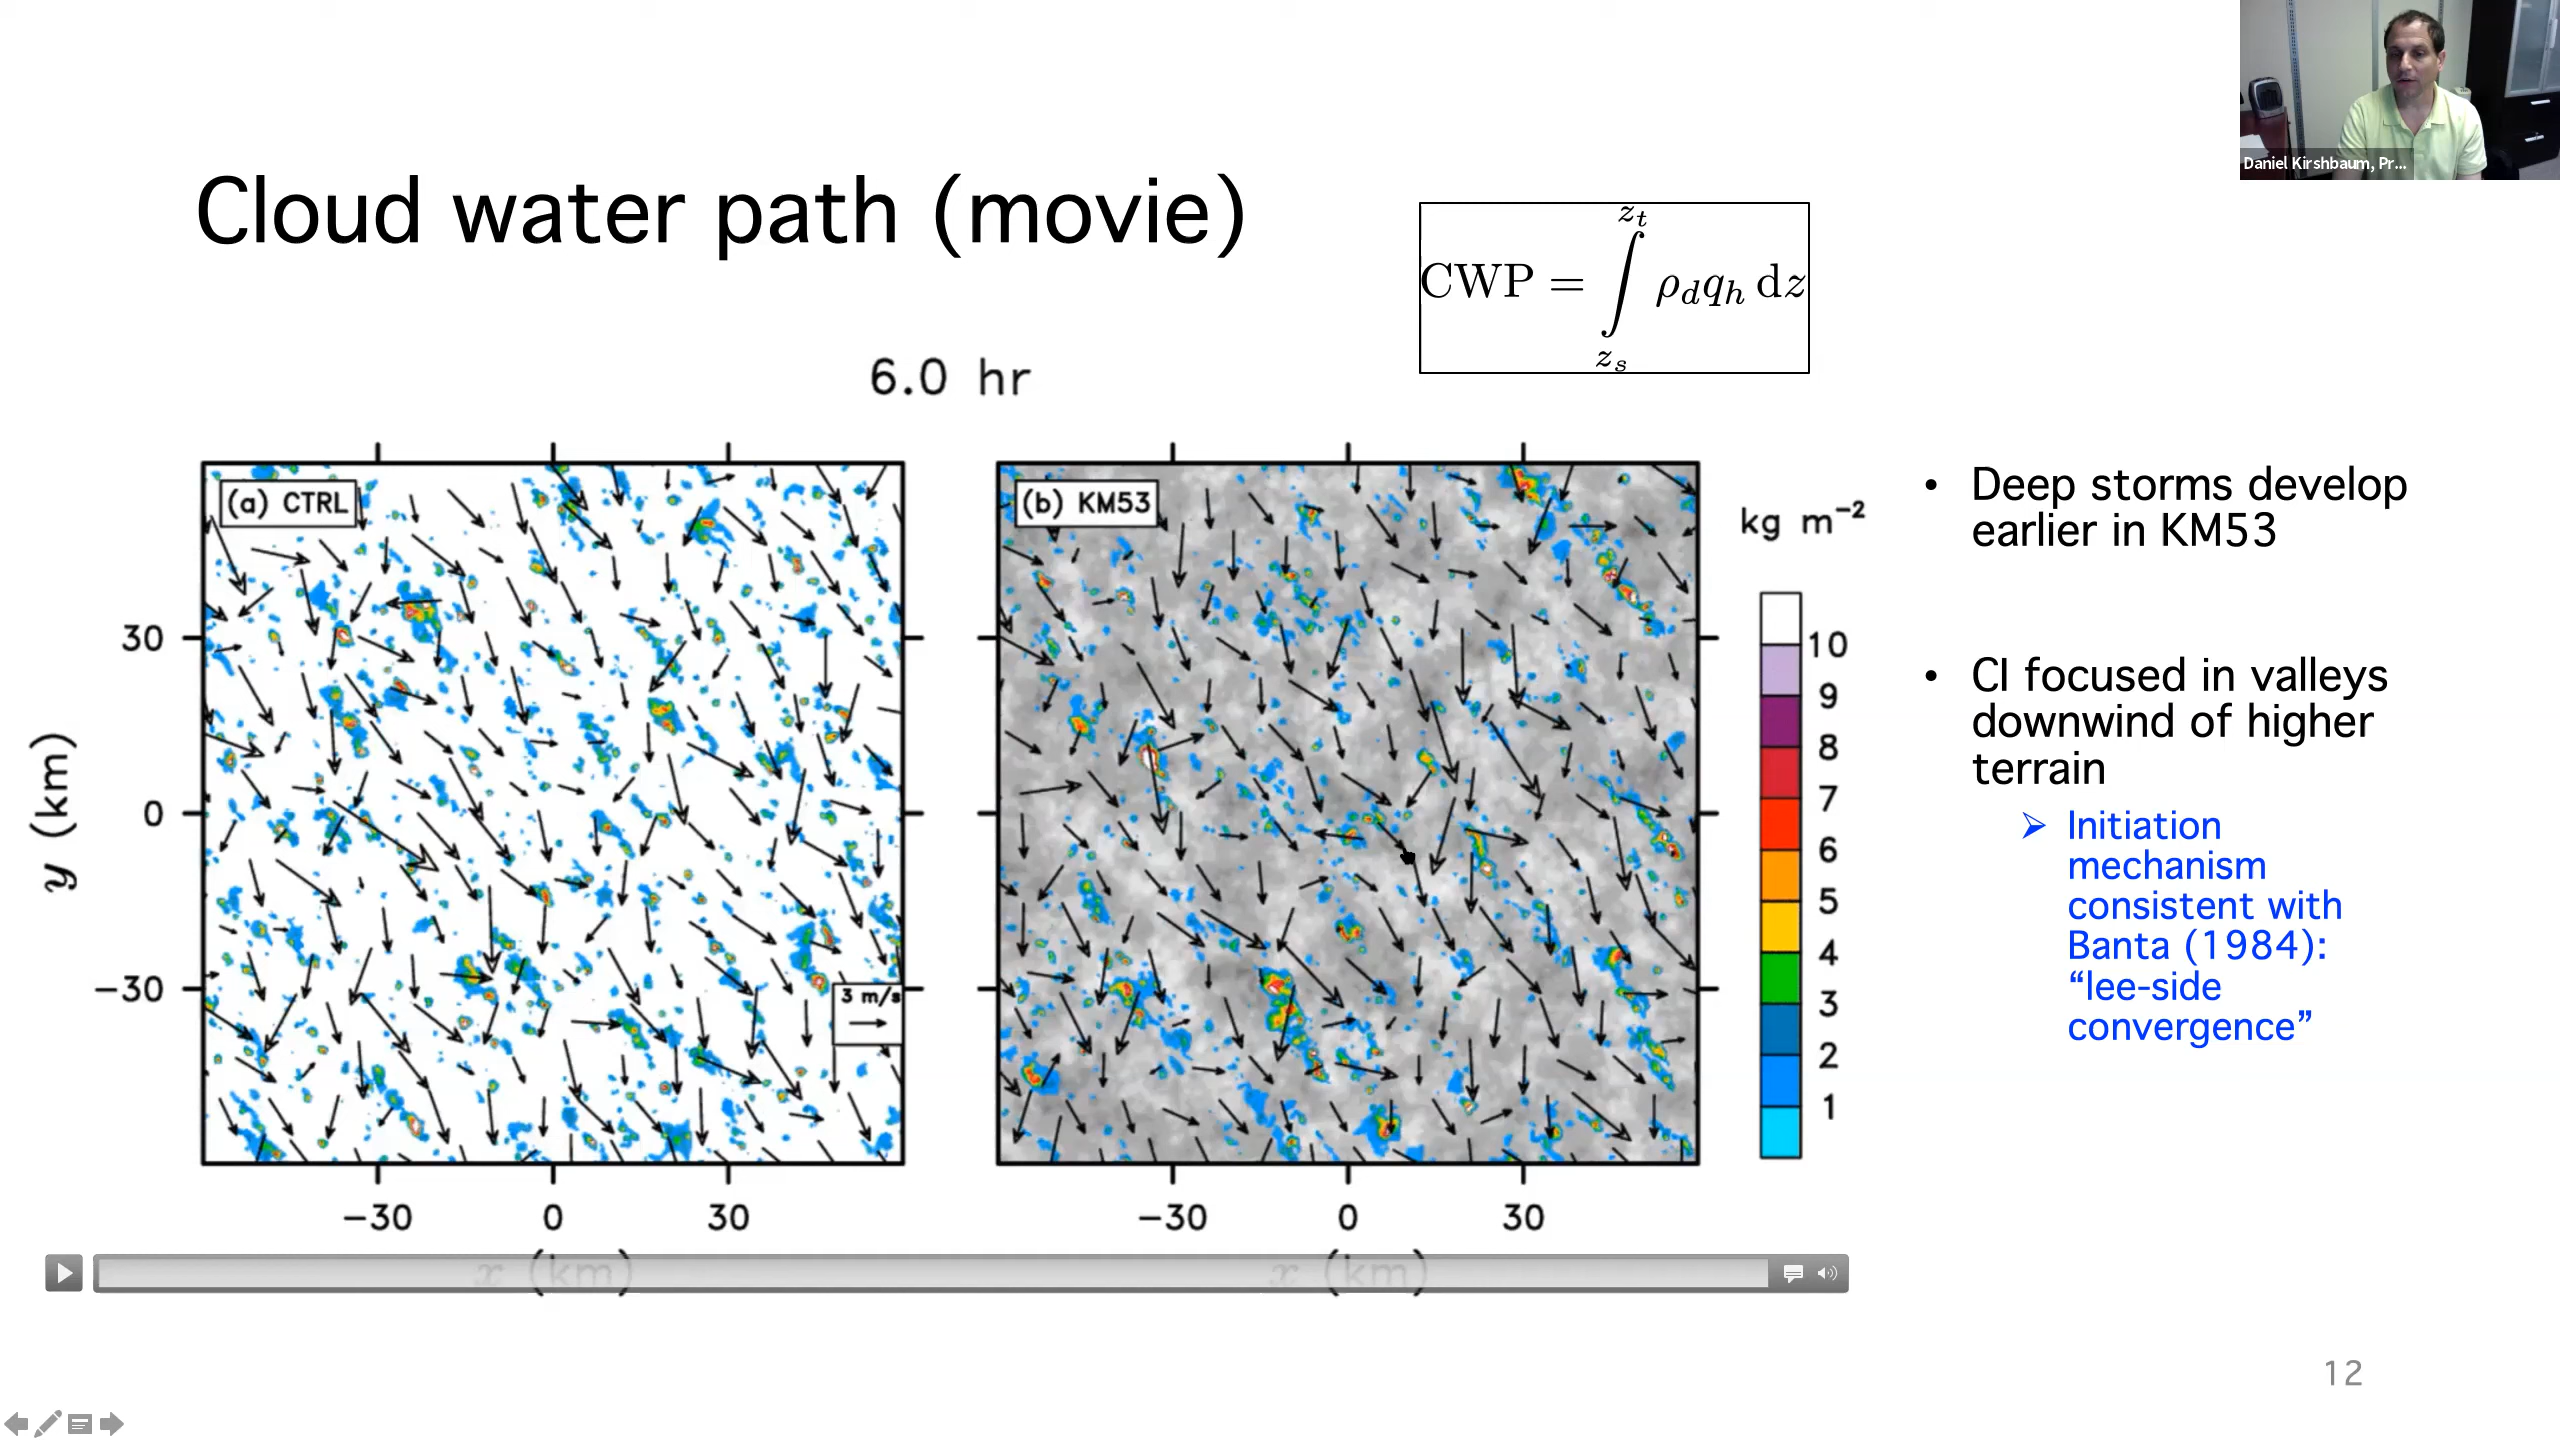 Daniel Kirshbaum, Pr...
Cloud water path (movie)
CWP = ∫ ρ_d q_h dz
z_t
z_s
6.0 hr
(a) CTRL
(b) KM53
kg m⁻²
10
9
8
7
6
5
4
3
2
1
3 m/s
y (km)
30
0
−30
−30 0 30
−30 0 30
x (km)
x (km)
• Deep storms develop
earlier in KM53
• CI focused in valleys
downwind of higher
terrain
➢ Initiation
mechanism
consistent with
Banta (1984):
“lee-side
convergence”
12